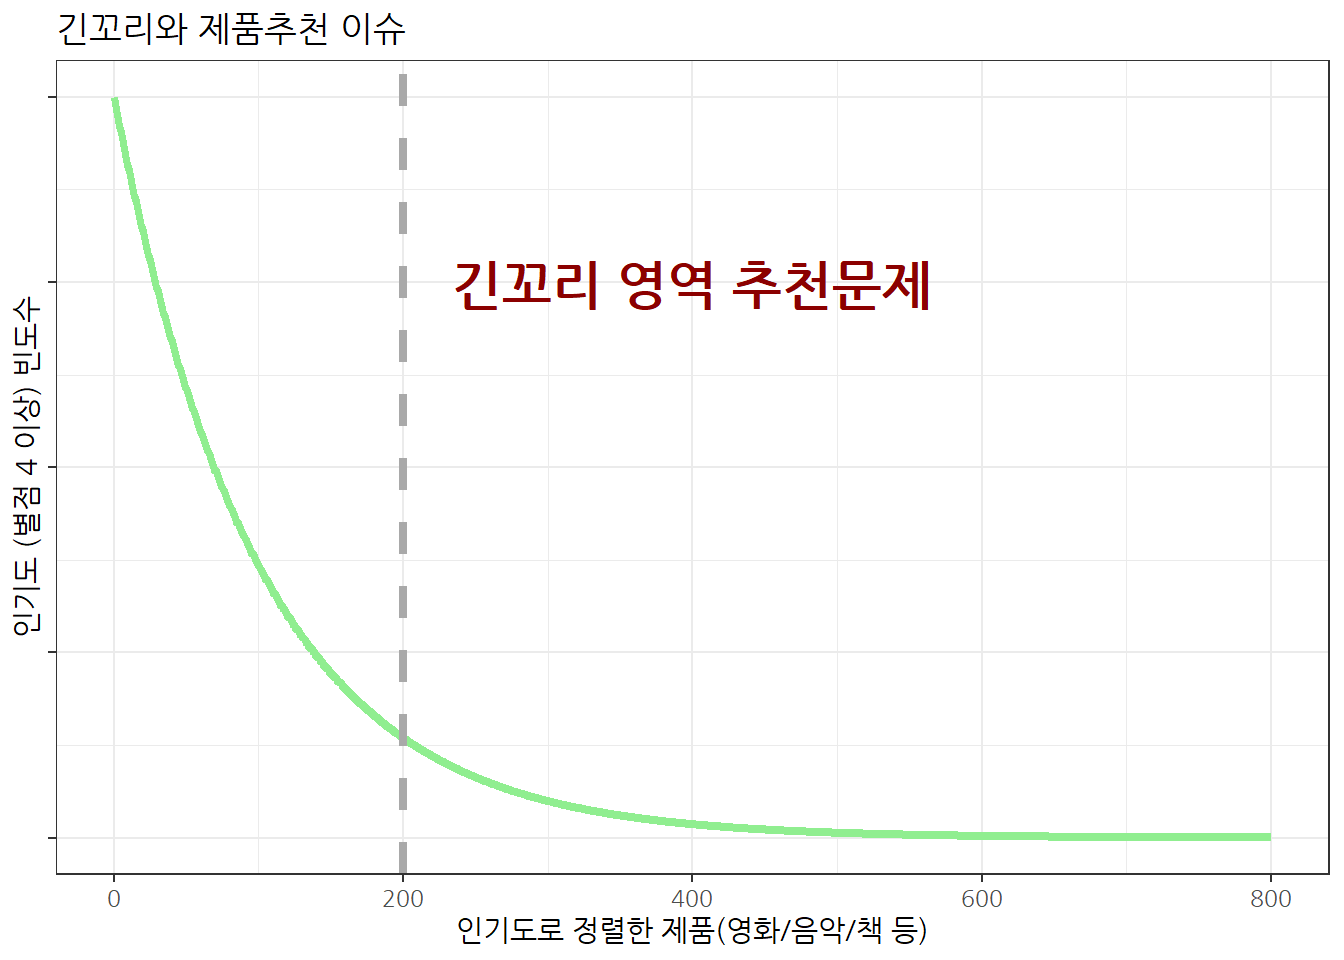 긴꼬리와 제품추천 이슈
인기도 (별점 4 이상) 빈도수
긴꼬리 영역 추천문제
0 200 400 600 800
인기도로 정렬한 제품(영화/음악/책 등)